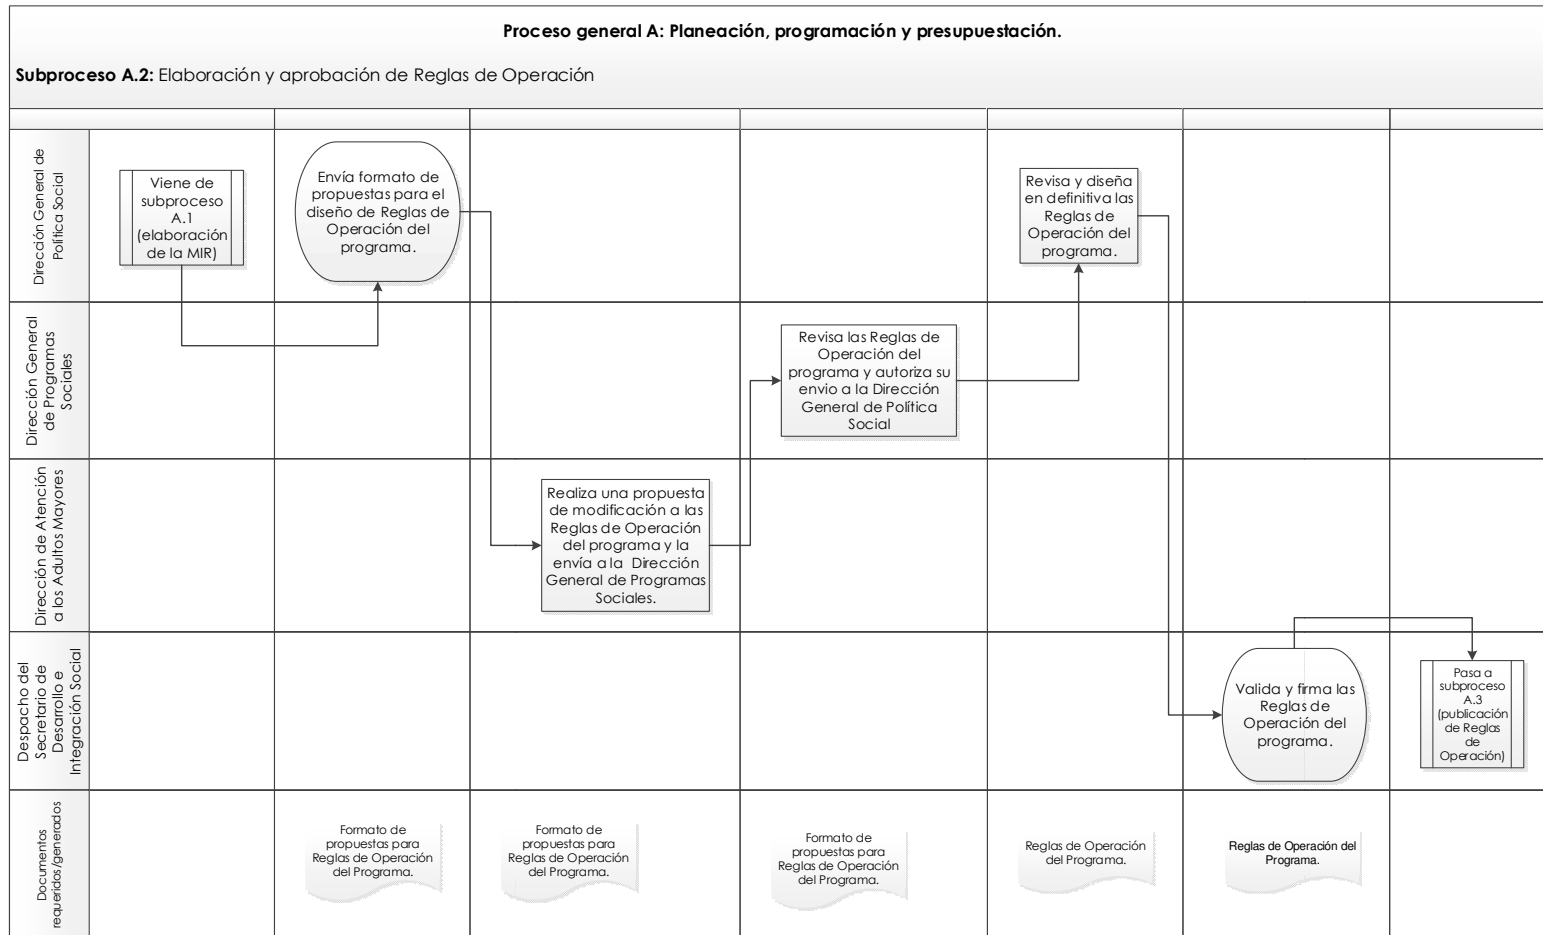 Proceso general A: Planeación, programación y presupuestación.
Subproceso A.2: Elaboración y aprobación de Reglas de Operación
Dirección General de
Política Social
Viene de
subproceso
A.1
(elaboración
de la MIR)
Envía formato de
propuestas para el
diseño de Reglas de
Operación del
programa.
Revisa y diseña
en definitiva las
Reglas de
Operación del
programa.
Dirección General
de Programas
Sociales
Revisa las Reglas de
Operación del
programa y autoriza su
envio a la Dirección
General de Política
Social
Dirección de Atención
a los Adultos Mayores
Realiza una propuesta
de modificación a las
Reglas de Operación
del programa y la
envía a la Dirección
General de Programas
Sociales.
Despacho del
Secretario de
Desarrollo e
Integración Social
Valida y firma las
Reglas de
Operación del
programa.
Pasa a
subproceso
A.3
(publicación
de Reglas
de
Operación)
Documentos
requeridos/generados
Formato de
propuestas para
Reglas de Operación
del Programa.
Formato de
propuestas para
Reglas de Operación
del Programa.
Formato de
propuestas para
Reglas de Operación
del Programa.
Reglas de Operación
del Programa.
Reglas de Operación del
Programa.